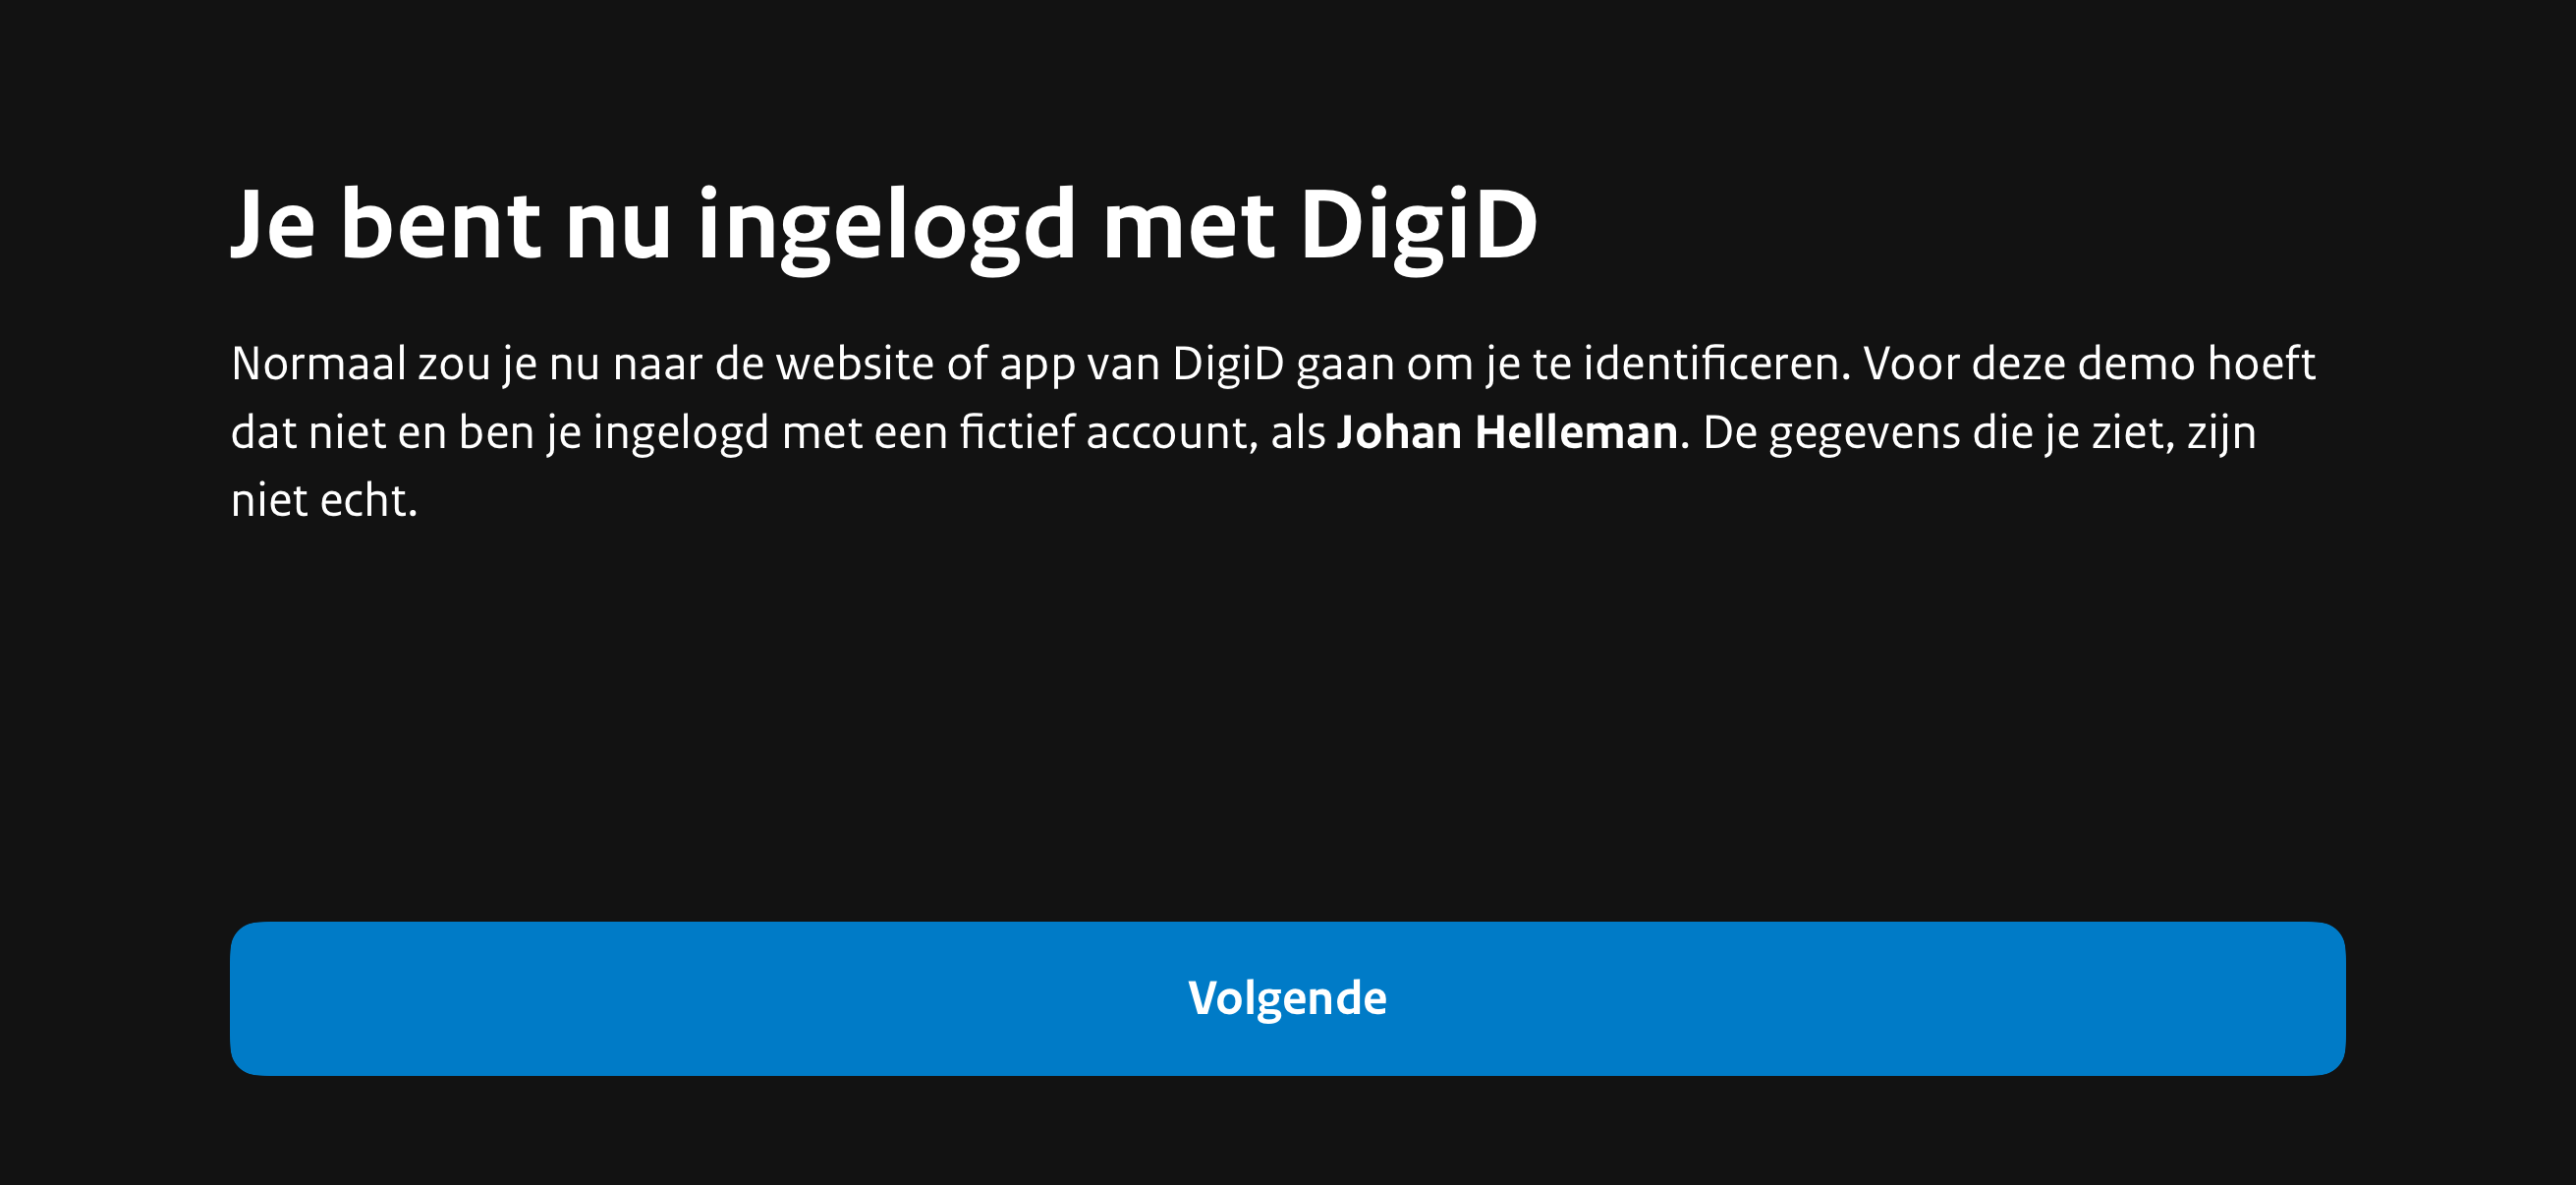 Je bent nu ingelogd met DigiD
Normaal zou je nu naar de website of app van DigiD gaan om je te identificeren. Voor deze demo hoeft
dat niet en ben je ingelogd met een fictief account, als Johan Helleman. De gegevens die je ziet, zijn
niet echt.
Volgende